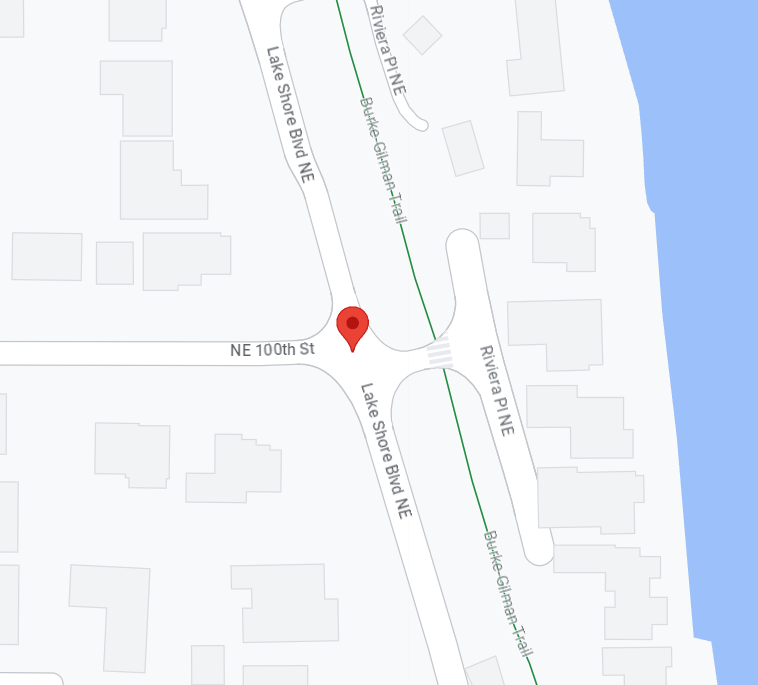 Riviera Pl NE
Lake Shore Blvd NE
Burke-Gilman Trail
NE 100th St
Riviera Pl NE
Lake Shore Blvd NE
Burke-Gilman Trail